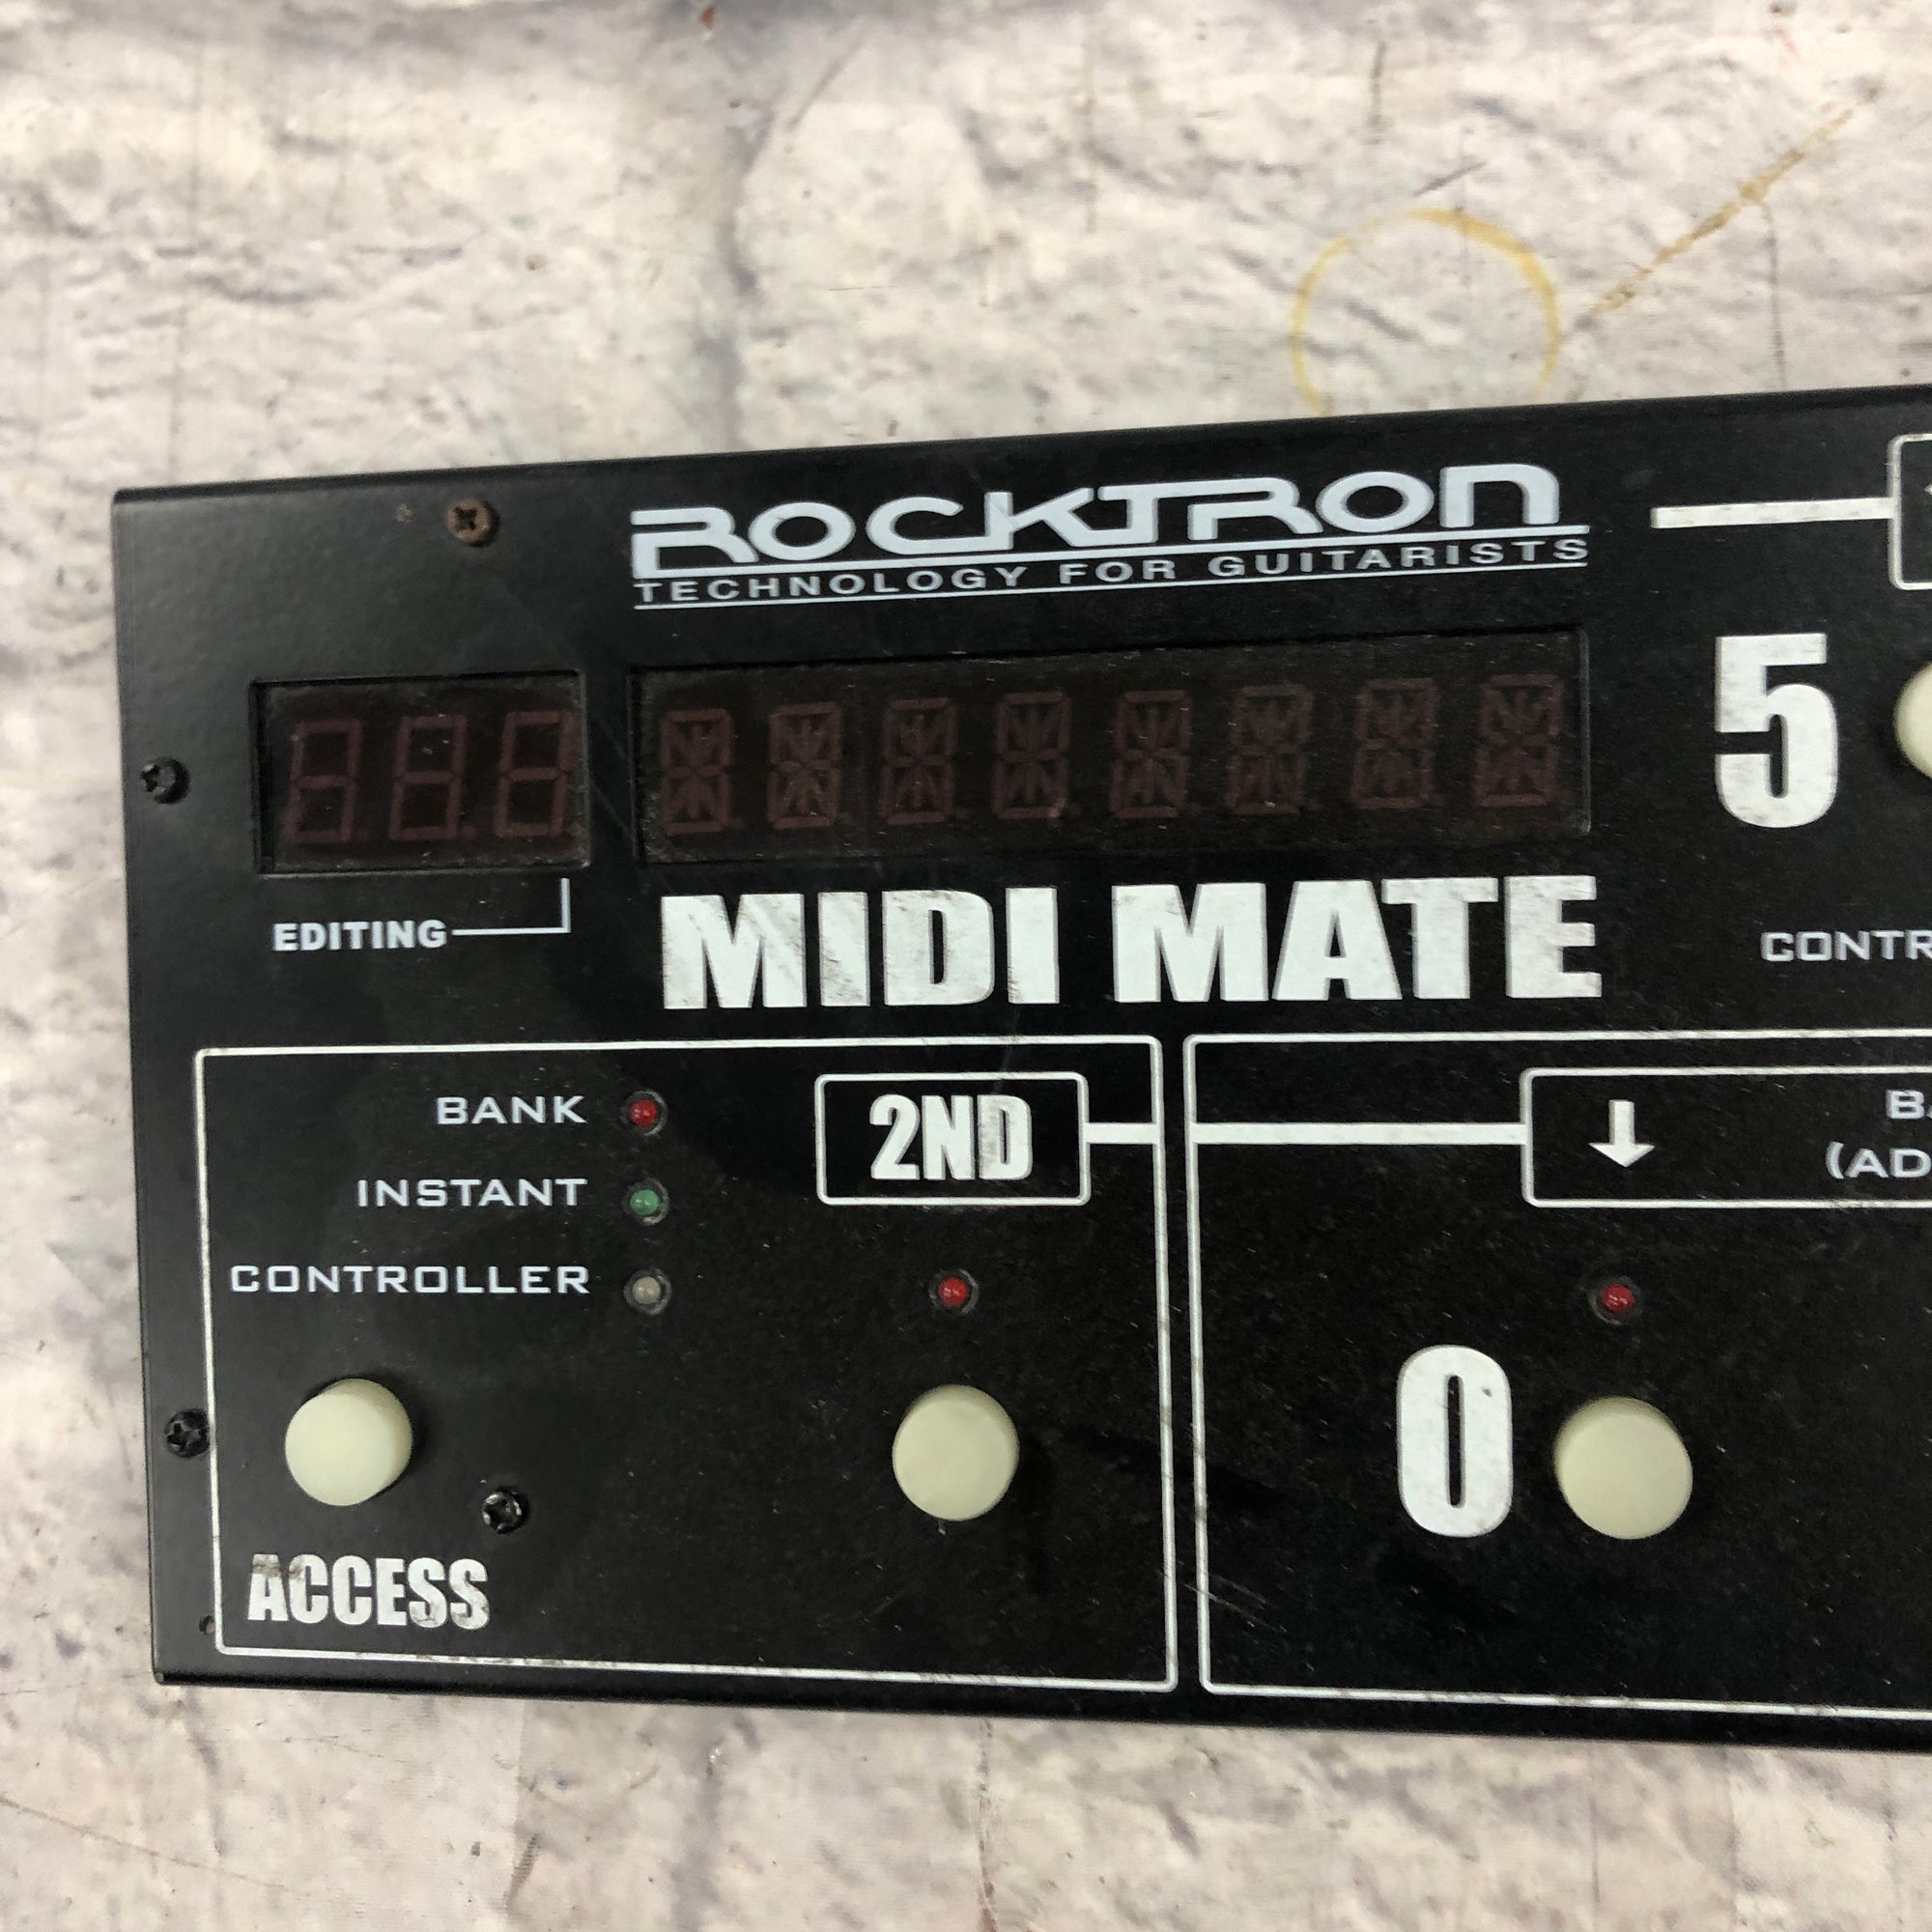 ROCKTRON
TECHNOLOGY FOR GUITARISTS
5
EDITING
MIDI MATE
BANK
2ND
INSTANT
CONTROLLER
0
ACCESS